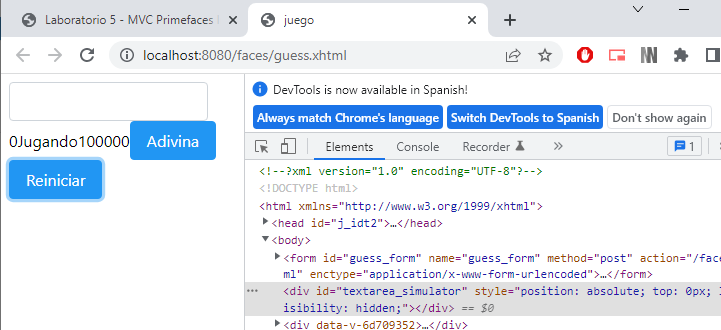 Laboratorio 5 - MVC Primefaces
juego
localhost:8080/faces/guess.xhtml
DevTools is now available in Spanish!
Always match Chrome's language
Switch DevTools to Spanish
Don't show again
0Jugando100000
Adivina
Reiniciar
Elements
Console
Recorder
1
<!--?xml version="1.0" encoding="UTF-8"?-->
<!DOCTYPE html>
<html xmlns="http://www.w3.org/1999/xhtml">
<head id="j_idt2">…</head>
<body>
<form id="guess_form" name="guess_form" method="post" action="/face
ml" enctype="application/x-www-form-urlencoded">…</form>
<div id="textarea_simulator" style="position: absolute; top: 0px;
isibility: hidden;"></div> == $0
<div data-v-6d709352>…</div>